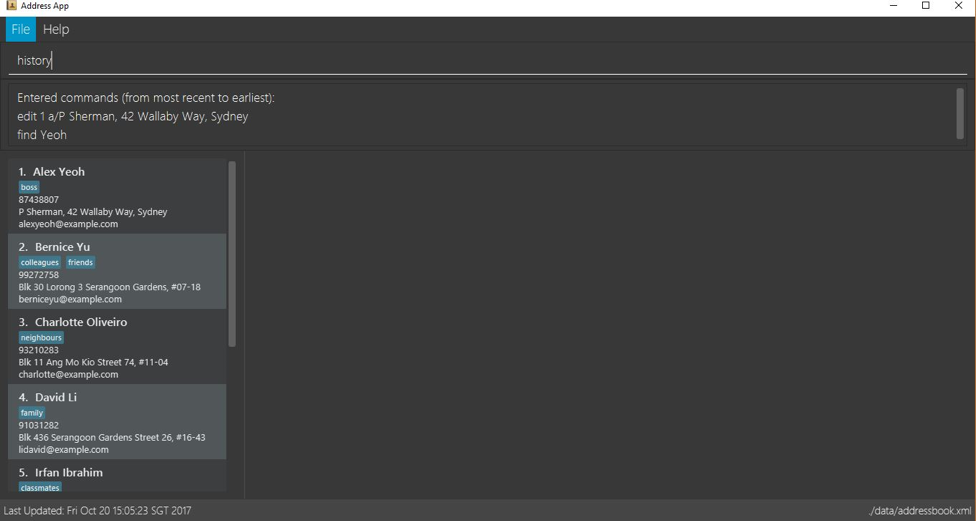 Address App
File Help
history
Entered commands (from most recent to earliest):
edit 1 a/P Sherman, 42 Wallaby Way, Sydney
find Yeoh
1. Alex Yeoh
boss
87438807
P Sherman, 42 Wallaby Way, Sydney
alexyeoh@example.com
2. Bernice Yu
colleagues friends
99272758
Blk 30 Lorong 3 Serangoon Gardens, #07-18
berniceyu@example.com
3. Charlotte Oliveiro
neighbours
93210283
Blk 11 Ang Mo Kio Street 74, #11-04
charlotte@example.com
4. David Li
family
91031282
Blk 436 Serangoon Gardens Street 26, #16-43
lidavid@example.com
5. Irfan Ibrahim
classmates
Last Updated: Fri Oct 20 15:05:23 SGT 2017
./data/addressbook.xml